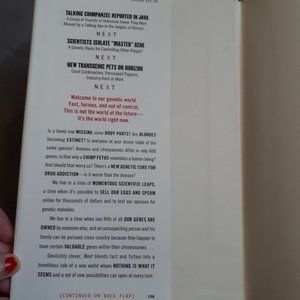 TALKING CHIMPANZEE REPORTED IN JAVA
A Group of Tourists in Indonesia Swear They Were
Abused by a Talking Ape in the Jungles of Borneo.
NEXT
SCIENTISTS ISOLATE "MASTER" GENE
A Genetic Basis for Controlling Other People?
NEXT
NEW TRANSGENIC PETS ON HORIZON
Giant Cockroaches, Permanent Puppies,
Industry Hard at Work
NEXT
Welcome to our genetic world.
Fast, furious, and out of control.
This is not the world of the future—
it's the world right now.
Is a loved one MISSING some BODY PARTS? Are BLONDES
becoming EXTINCT? Is everyone at your dinner table of the
same species? Humans and chimpanzees differ in only 400
genes; is that why a CHIMP FETUS resembles a human being?
And should that worry us? There's a NEW GENETIC CURE FOR
DRUG ADDICTION—is it worse than the disease?
We live in a time of MOMENTOUS SCIENTIFIC LEAPS,
a time when it's possible to SELL OUR EGGS AND SPERM
online for thousands of dollars and to test our spouses for
genetic maladies.
We live in a time when one fifth of all OUR GENES ARE
OWNED by someone else, and an unsuspecting person and his
family can be pursued cross-country because they happen to
have certain VALUABLE genes within their chromosomes . . .
Devilishly clever, Next blends fact and fiction into a
breathless tale of a new world where NOTHING IS WHAT IT
SEEMS and a set of new possibilities can open at every turn.
(CONTINUED ON BACK FLAP)